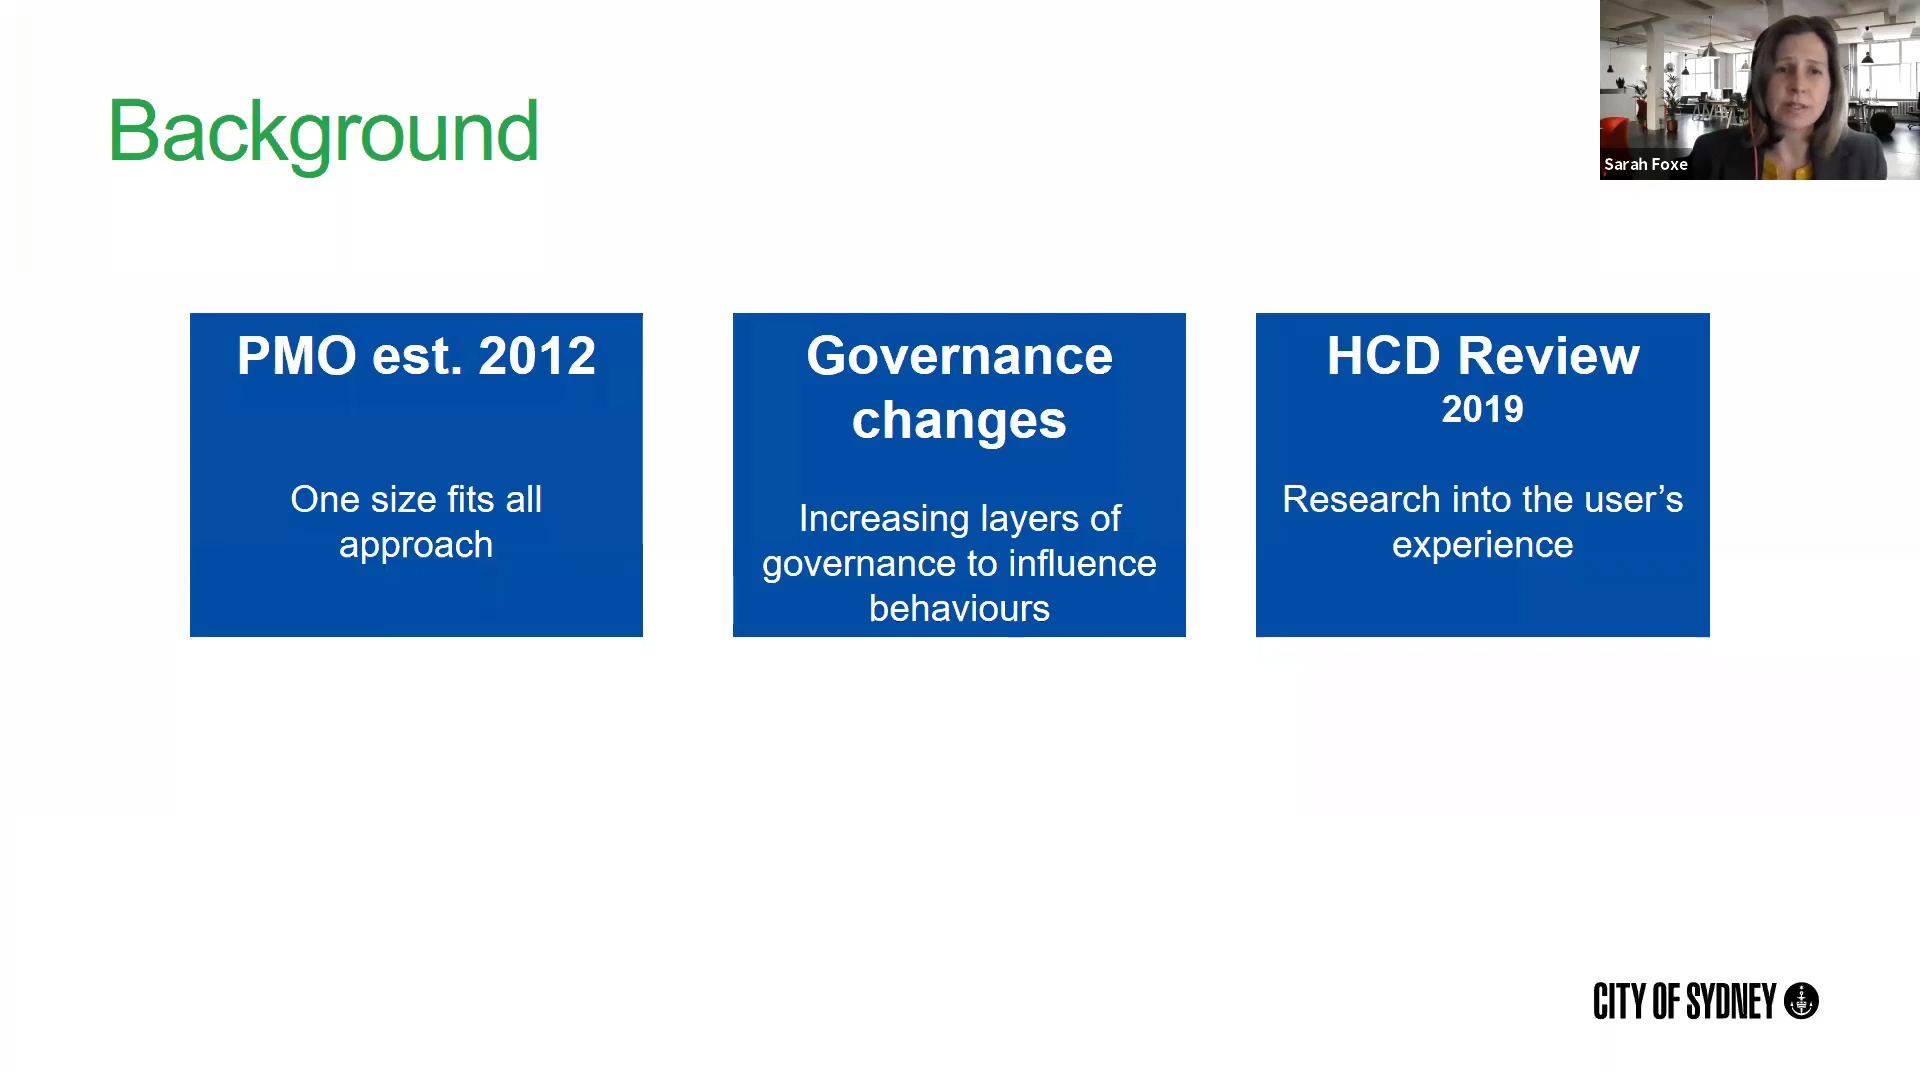 Background
Sarah Foxe
PMO est. 2012
One size fits all
approach
Governance
changes
Increasing layers of
governance to influence
behaviours
HCD Review
2019
Research into the user’s
experience
CITY OF SYDNEY